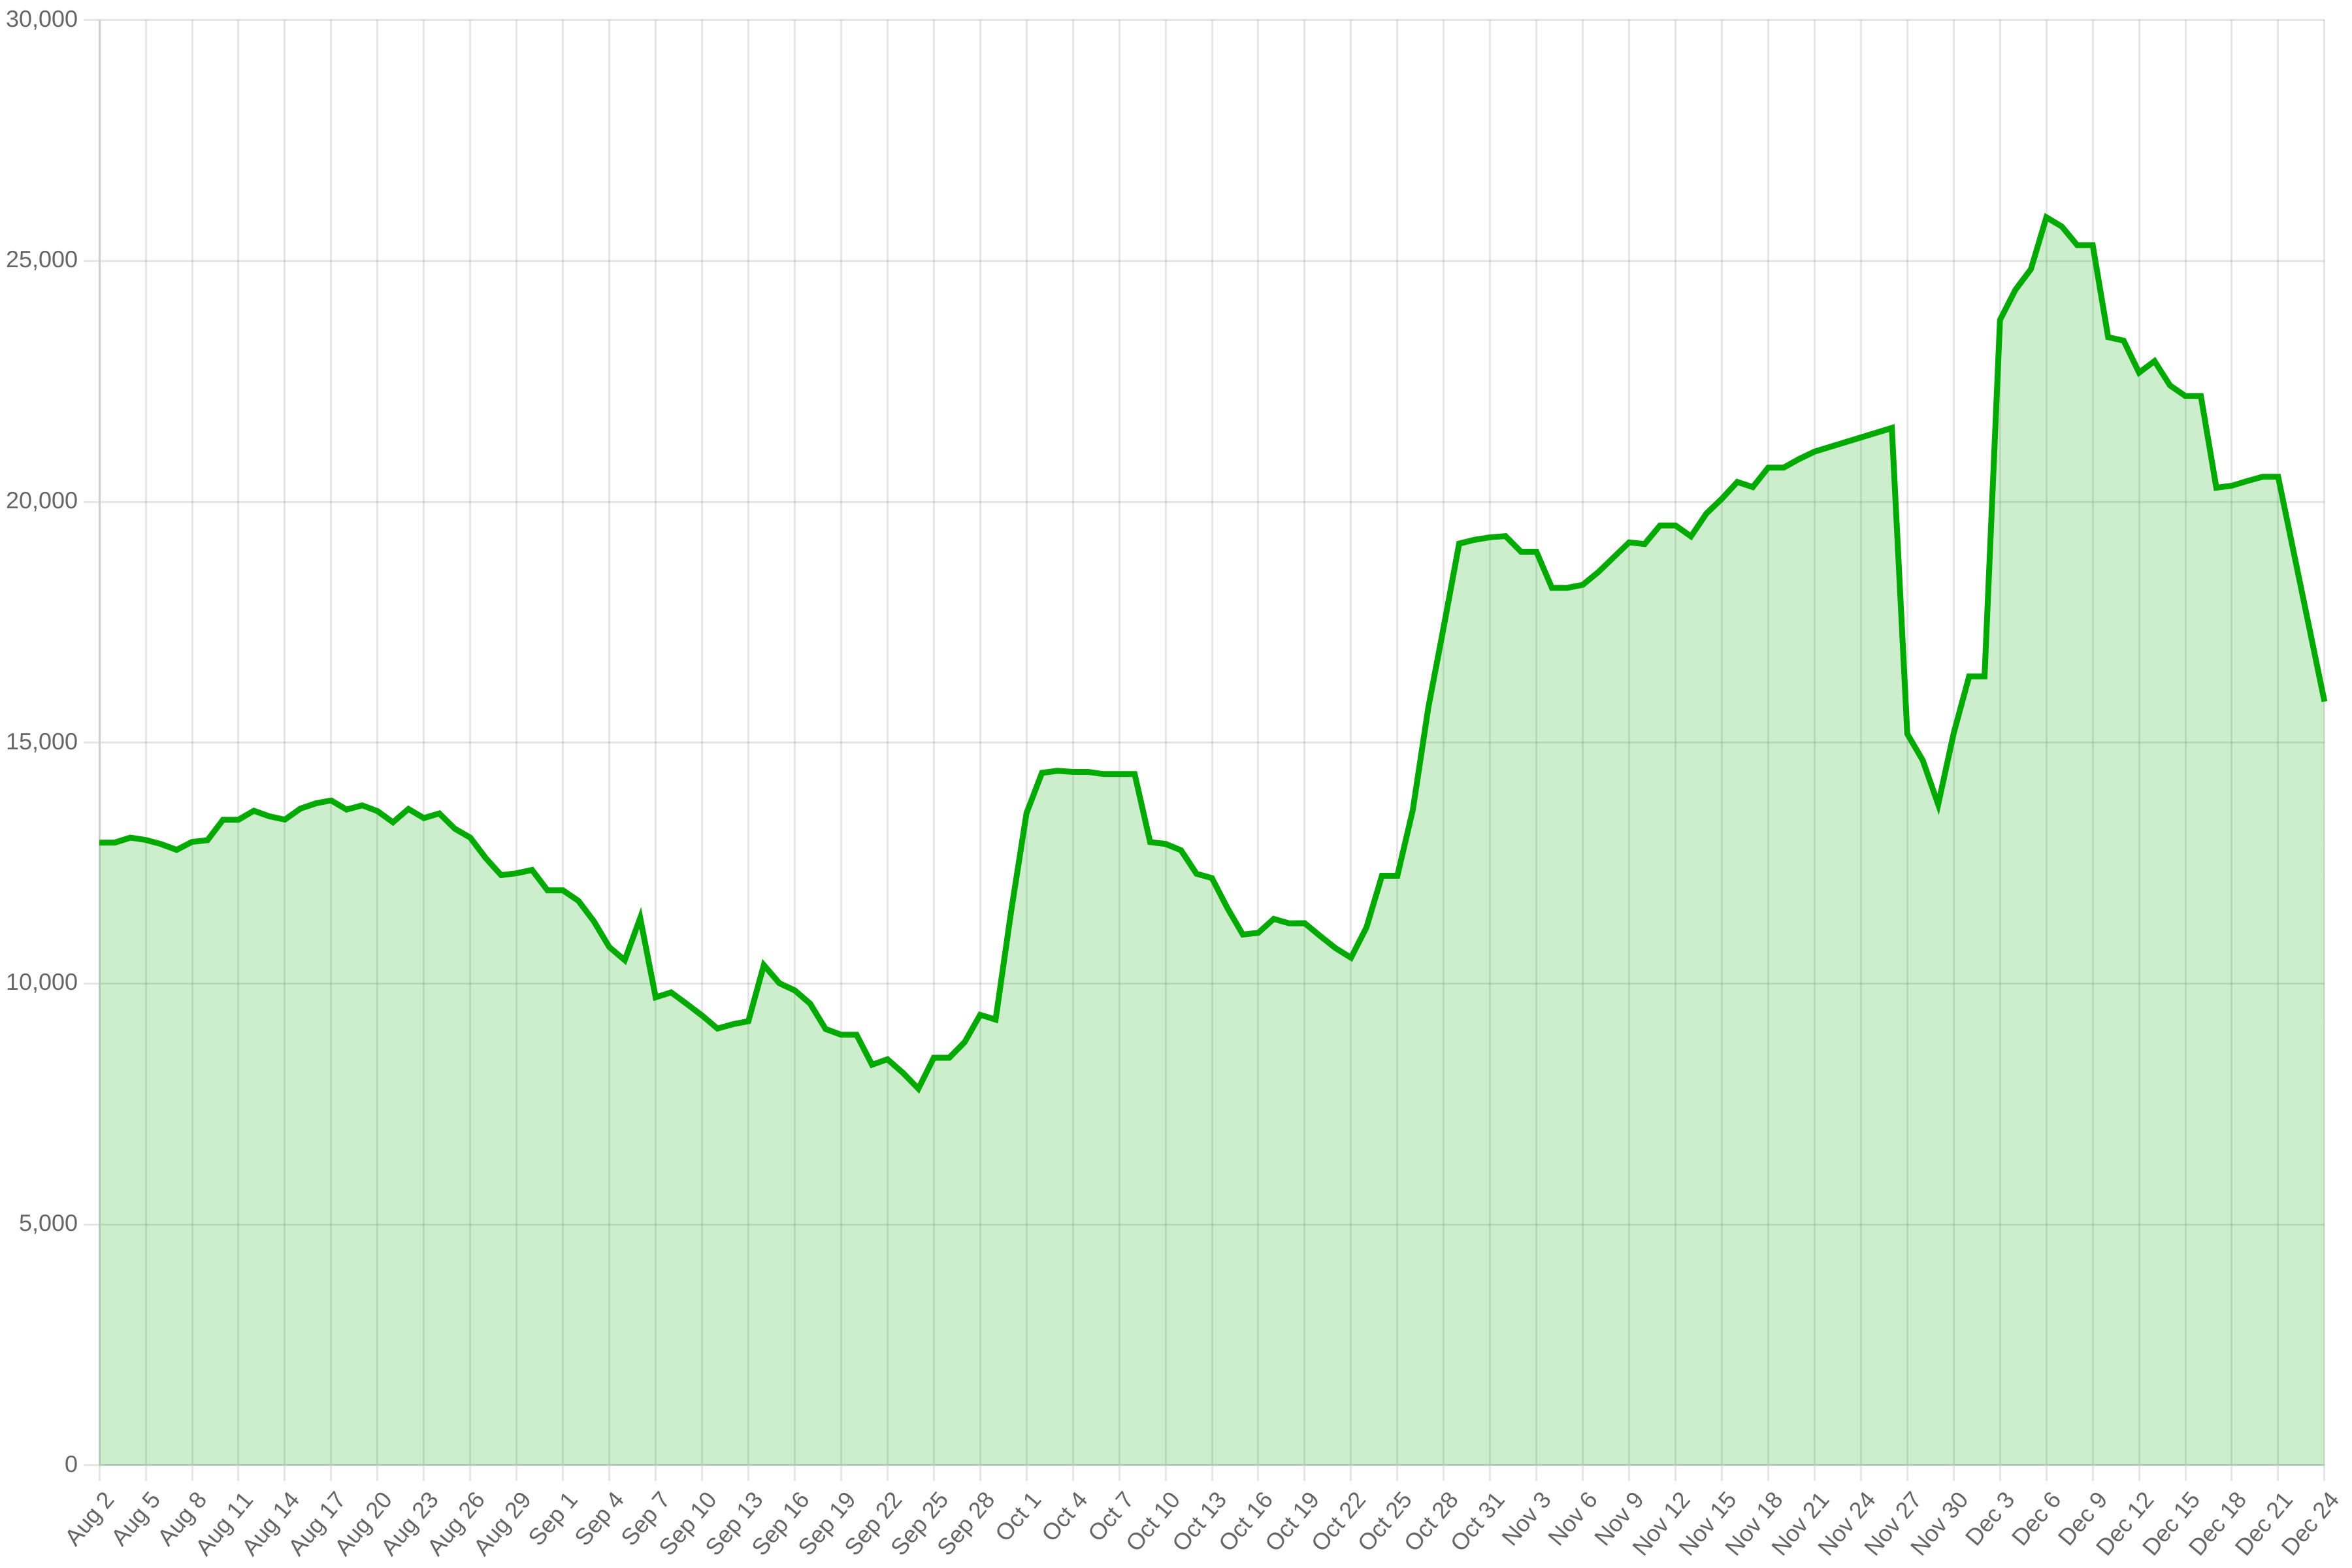 30,000
25,000
20,000
15,000
10,000
5,000
0
Aug 2
Aug 5
Aug 8
Aug 11
Aug 14
Aug 17
Aug 20
Aug 23
Aug 26
Aug 29
Sep 1
Sep 4
Sep 7
Sep 10
Sep 13
Sep 16
Sep 19
Sep 22
Sep 25
Sep 28
Oct 1
Oct 4
Oct 7
Oct 10
Oct 13
Oct 16
Oct 19
Oct 22
Oct 25
Oct 28
Oct 31
Nov 3
Nov 6
Nov 9
Nov 12
Nov 15
Nov 18
Nov 21
Nov 24
Nov 27
Nov 30
Dec 3
Dec 6
Dec 9
Dec 12
Dec 15
Dec 18
Dec 21
Dec 24